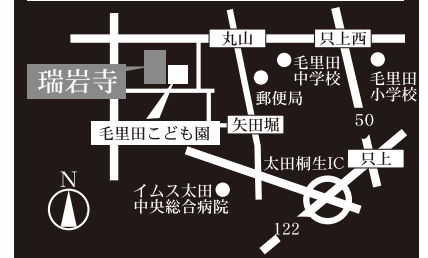 丸山
只上西
毛里田
中学校
毛里田
小学校
瑞岩寺
郵便局
50
矢田堀
毛里田こども園
太田桐生IC
只上
N
イムス太田
中央総合病院
122